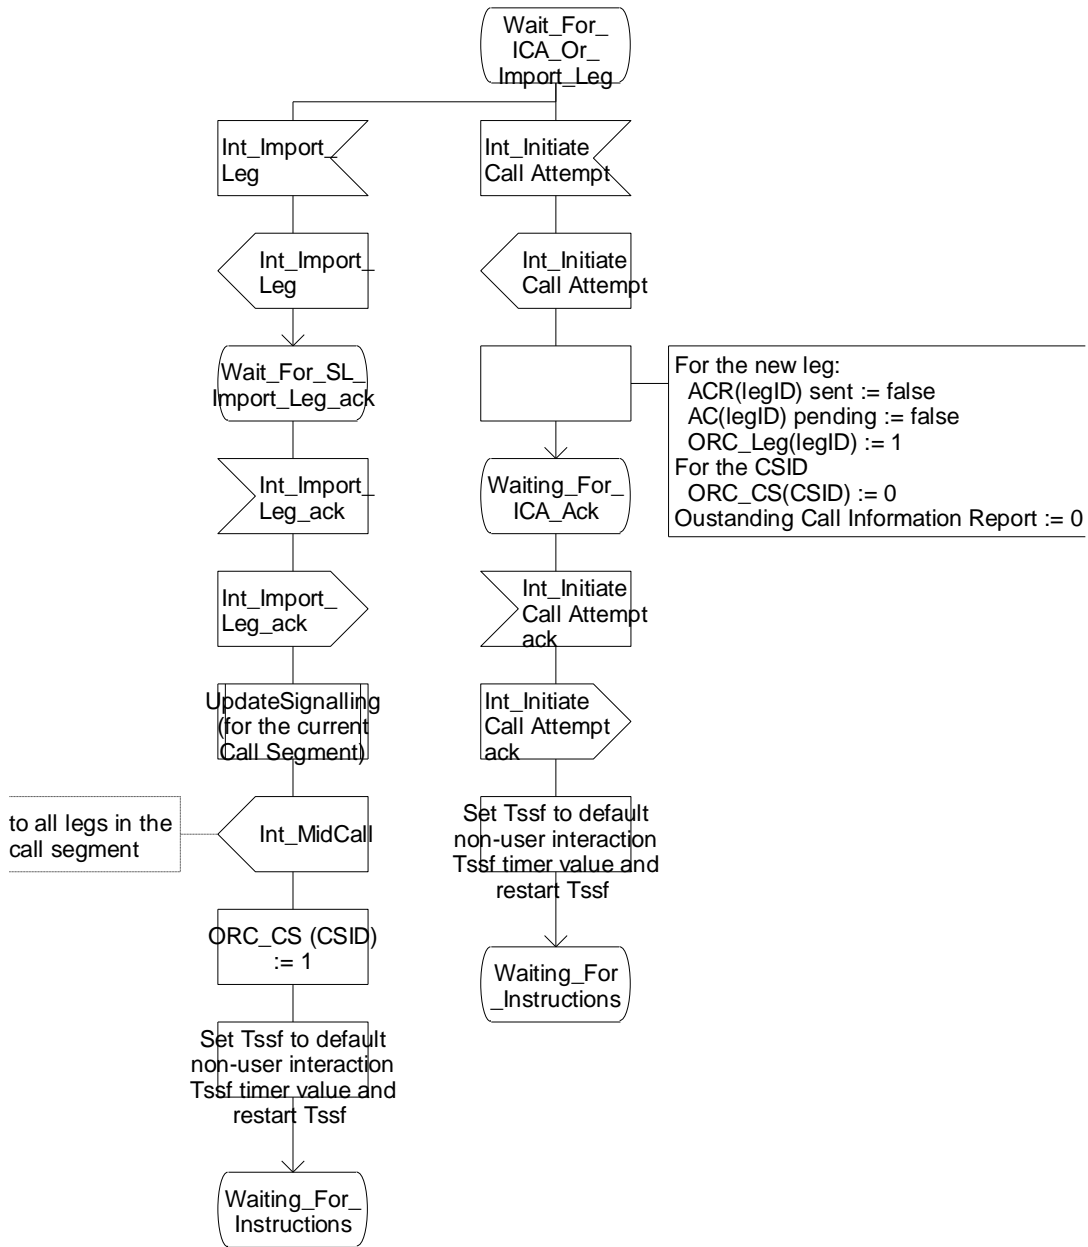 Wait_For_
ICA_Or_
Import_Leg
Int_Import_
Leg
Int_Initiate
Call Attempt
Int_Import_
Leg
Int_Initiate
Call Attempt
Wait_For_SL_
Import_Leg_ack
For the new leg:
ACR(legID) sent := false
AC(legID) pending := false
ORC_Leg(legID) := 1
For the CSID
ORC_CS(CSID) := 0
Oustanding Call Information Report := 0
Int_Import_
Leg_ack
Waiting_For_
ICA_Ack
Int_Import_
Leg_ack
Int_Initiate
Call Attempt
ack
UpdateSignalling
(for the current
Call Segment)
Int_Initiate
Call Attempt
ack
to all legs in the
call segment
Int_MidCall
Set Tssf to default
non-user interaction
Tssf timer value and
restart Tssf
ORC_CS (CSID)
:= 1
Waiting_For
_Instructions
Set Tssf to default
non-user interaction
Tssf timer value and
restart Tssf
Waiting_For_
Instructions